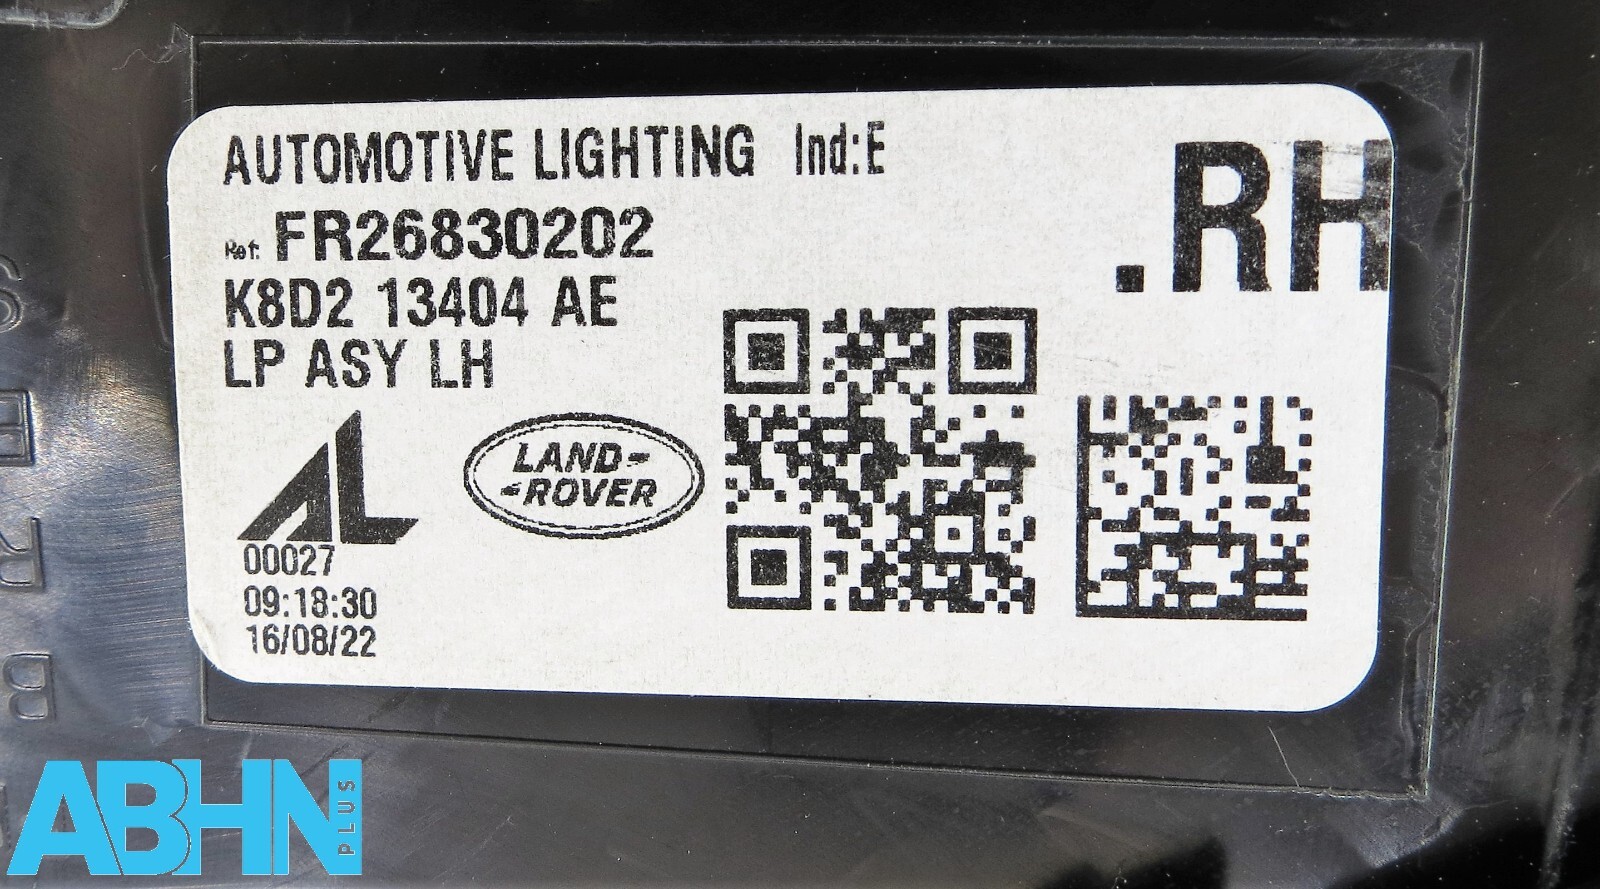 AUTOMOTIVE LIGHTING Ind:E
.RH
Ref: FR26830202
K8D2 13404 AE
LP ASY LH
AL
LAND-
-ROVER
00027
09:18:30
16/08/22
ABHN
PLUS